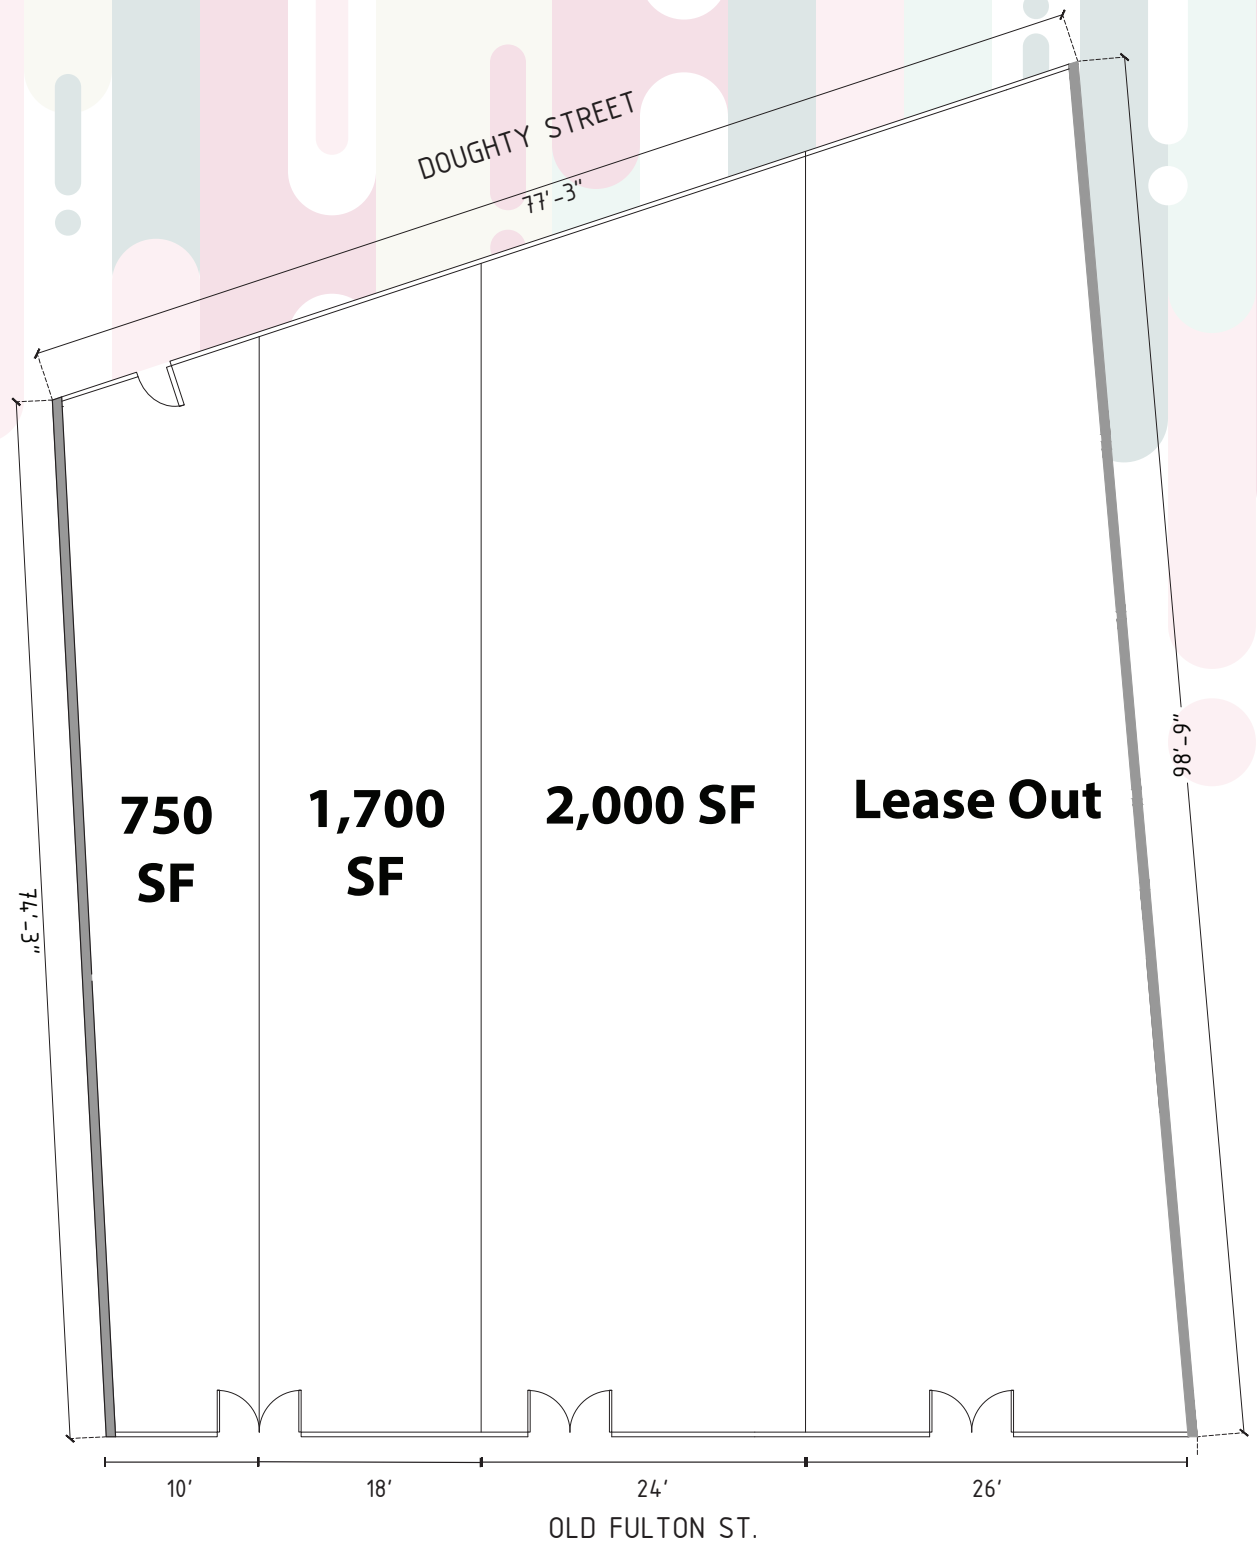 DOUGHTY STREET
77'-3"
98'-9"
74'-3"
750
SF
1,700
SF
2,000 SF
Lease Out
10'
18'
24'
26'
OLD FULTON ST.